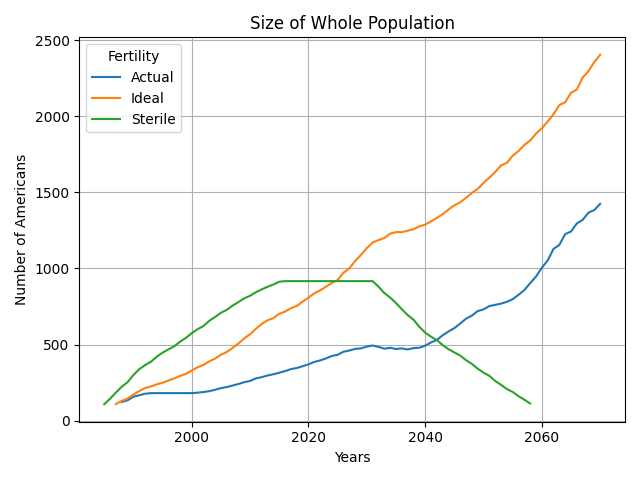 Size of Whole Population
Fertility
Actual
Ideal
Sterile
Number of Americans
2500
2000
1500
1000
500
0
2000 2020 2040 2060
Years